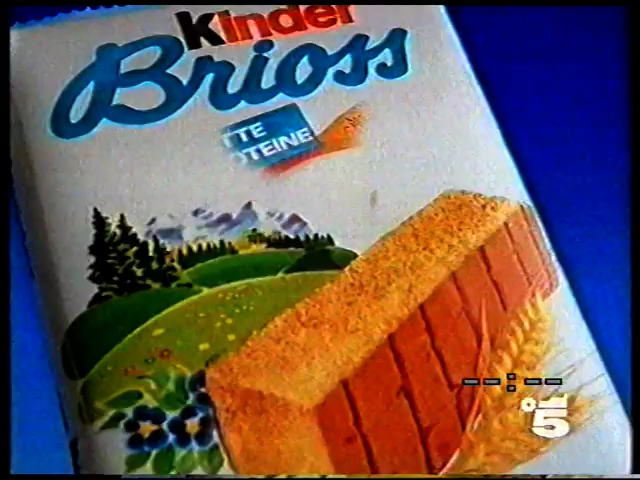 Kinder
Brioss
TTE
OTEINE
--:--
5